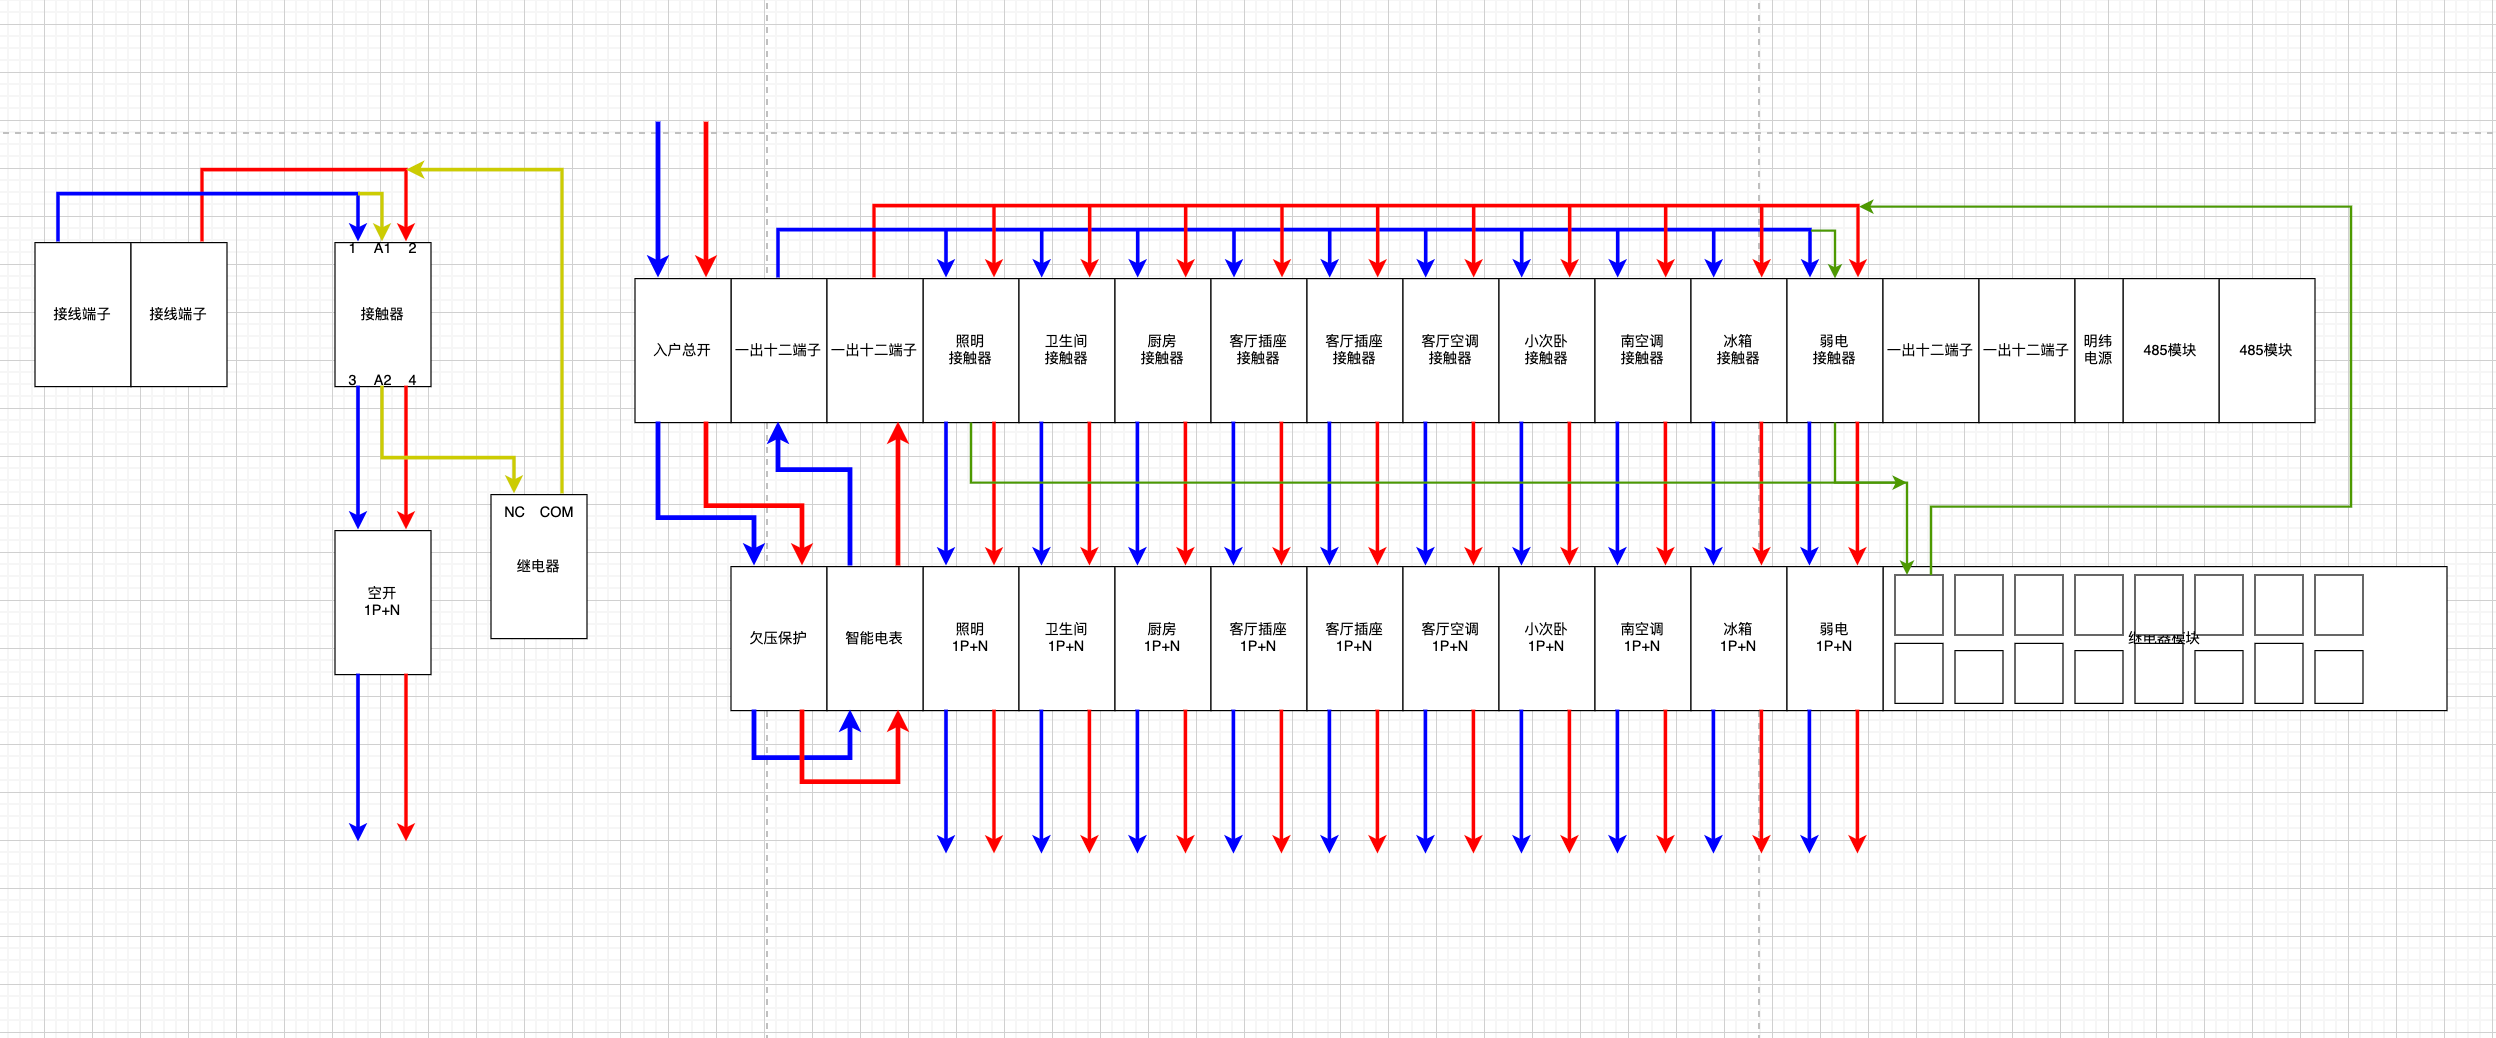 接线端子
接线端子
1 A1 2
接触器
3 A2 4
空开
1P+N
NC COM
继电器
入户总开
一出十二端子
一出十二端子
照明
接触器
卫生间
接触器
厨房
接触器
客厅插座
接触器
客厅插座
接触器
客厅空调
接触器
小次卧
接触器
南空调
接触器
冰箱
接触器
弱电
接触器
一出十二端子
一出十二端子
明纬
电源
485模块
485模块
欠压保护
智能电表
照明
1P+N
卫生间
1P+N
厨房
1P+N
客厅插座
1P+N
客厅插座
1P+N
客厅空调
1P+N
小次卧
1P+N
南空调
1P+N
冰箱
1P+N
弱电
1P+N
继电器模块